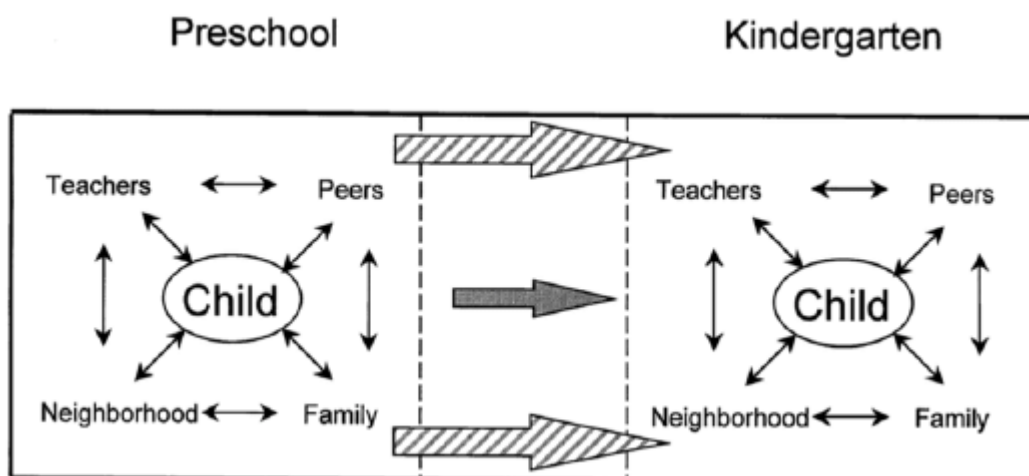 Preschool Kindergarten
Teachers Peers Teachers Peers
Child Child
Neighborhood Family Neighborhood Family